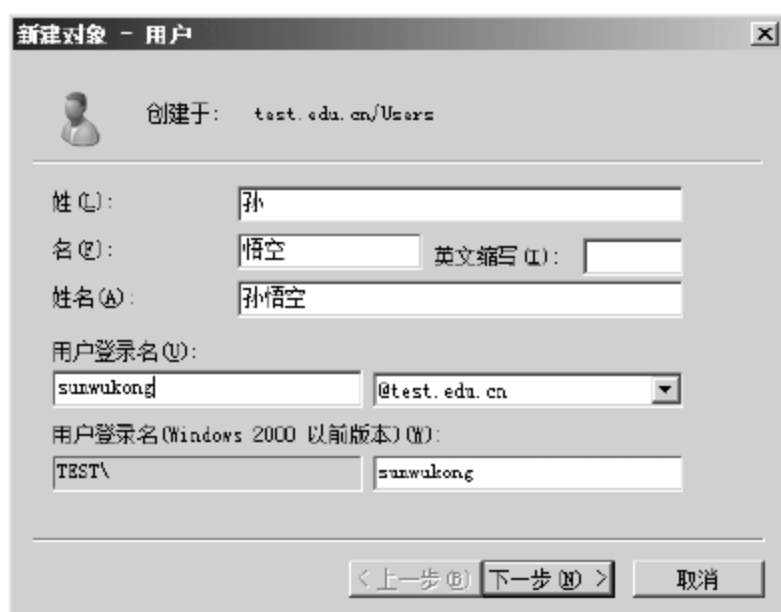 新建对象 - 用户
创建于: test.edu.cn/Users
姓(L): 孙
名(F): 悟空 英文缩写(I):
姓名(A): 孙悟空
用户登录名(U):
sunwukong @test.edu.cn
用户登录名(Windows 2000 以前版本)(W):
TEST\ sunwukong
< 上一步(B) 下一步(N) > 取消